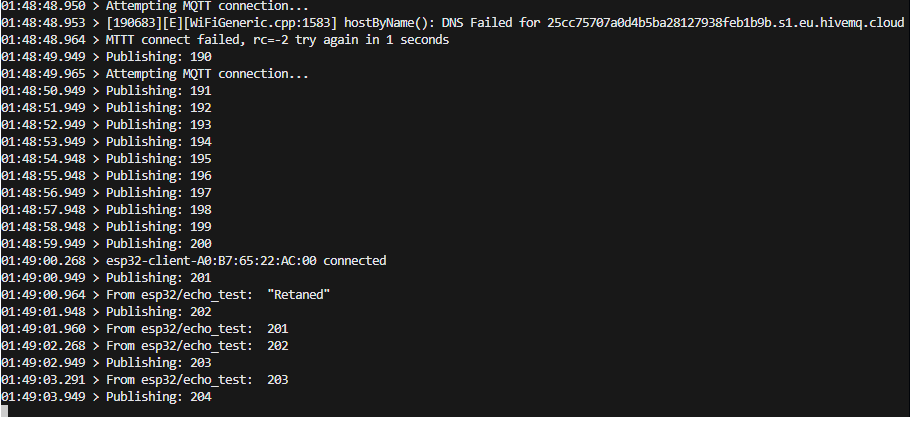 01:48:48.950 > Attempting MQTT connection...
01:48:48.953 > [190683][E][WiFiGeneric.cpp:1583] hostByName(): DNS Failed for 25cc75707a0d4b5ba28127938feb1b9b.s1.eu.hivemq.cloud
01:48:48.964 > MTTT connect failed, rc=-2 try again in 1 seconds
01:48:49.949 > Publishing: 190
01:48:49.965 > Attempting MQTT connection...
01:48:50.949 > Publishing: 191
01:48:51.949 > Publishing: 192
01:48:52.949 > Publishing: 193
01:48:53.949 > Publishing: 194
01:48:54.948 > Publishing: 195
01:48:55.948 > Publishing: 196
01:48:56.949 > Publishing: 197
01:48:57.948 > Publishing: 198
01:48:58.948 > Publishing: 199
01:48:59.949 > Publishing: 200
01:49:00.268 > esp32-client-A0:B7:65:22:AC:00 connected
01:49:00.949 > Publishing: 201
01:49:00.964 > From esp32/echo_test:  "Retaned"
01:49:01.948 > Publishing: 202
01:49:01.960 > From esp32/echo_test:  201
01:49:02.268 > From esp32/echo_test:  202
01:49:02.949 > Publishing: 203
01:49:03.291 > From esp32/echo_test:  203
01:49:03.949 > Publishing: 204